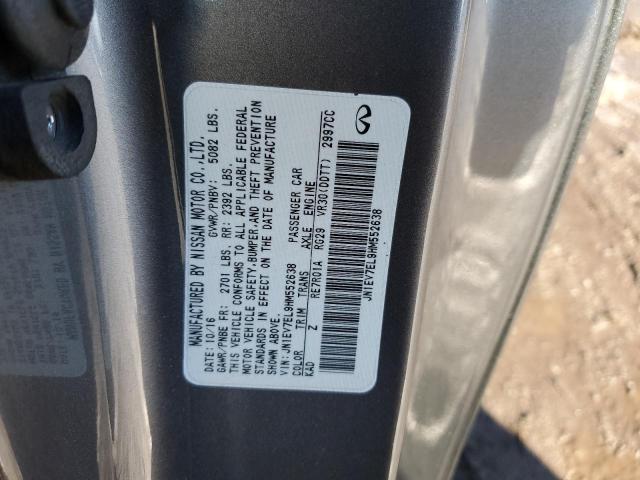 MANUFACTURED BY NISSAN MOTOR CO.,LTD.
DATE: 10/16 GVWR/PNBV: 5082 LBS.
GAWR/PNBE FR: 2701 LBS. RR: 2392 LBS.
THIS VEHICLE CONFORMS TO ALL APPLICABLE FEDERAL
MOTOR VEHICLE SAFETY,BUMPER,AND THEFT PREVENTION
STANDARDS IN EFFECT ON THE DATE OF MANUFACTURE
SHOWN ABOVE.
VIN:JN1EV7EL9HM552638 PASSENGER CAR
COLOR TRIM TRANS AXLE ENGINE
KAD Z RE7R01A RG29 VR30(DDTT) 2997CC
JN1EV7EL9HM552638